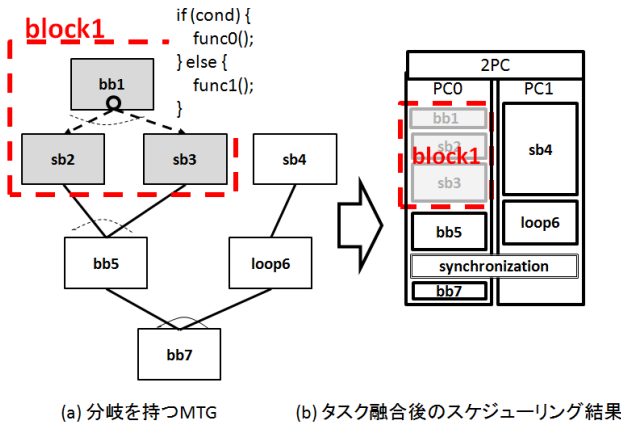 block1
if (cond) {
func0();
} else {
func1();
}
bb1
sb2
sb3
sb4
bb5
loop6
bb7
2PC
PC0
PC1
bb1
sb2
block1
sb3
sb4
bb5
loop6
synchronization
bb7
(a) 分岐を持つMTG
(b) タスク融合後のスケジューリング結果